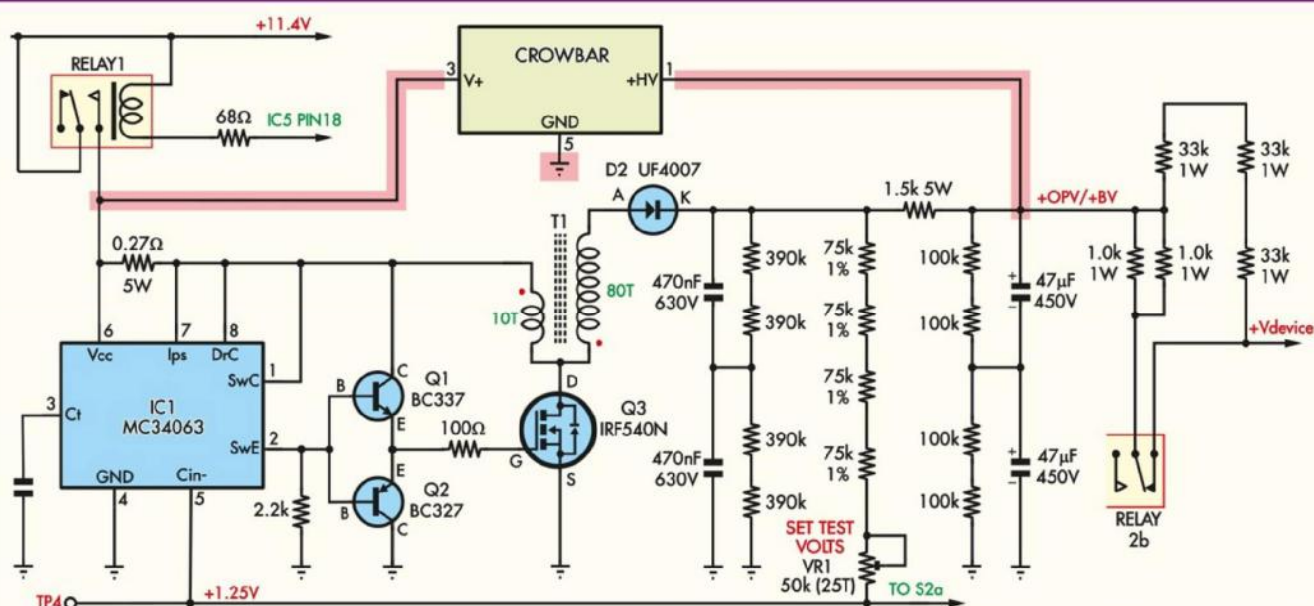 +11.4V
RELAY1
68Ω
IC5 PIN18
CROWBAR
3
V+
+HV
1
GND
5
D2 UF4007
A
K
T1
10T
80T
1.5k 5W
+OPV/+BV
33k
1W
33k
1W
33k
1W
1.0k
1W
1.0k
1W
0.27Ω
5W
6
7
8
Vcc
Ips
DrC
SwC
1
3
Ct
IC1
MC34063
SwE
2
GND
Cin-
4
5
2.2k
B
C
Q1
BC337
E
E
Q2
BC327
B
C
100Ω
D
G
S
Q3
IRF540N
470nF
630V
470nF
630V
390k
390k
390k
390k
75k
1%
75k
1%
75k
1%
75k
1%
SET TEST
VOLTS
VR1
50k (25T)
TO S2a
100k
100k
100k
100k
+
47µF
450V
–
+
47µF
450V
–
+Vdevice
RELAY
2b
TP4
+1.25V